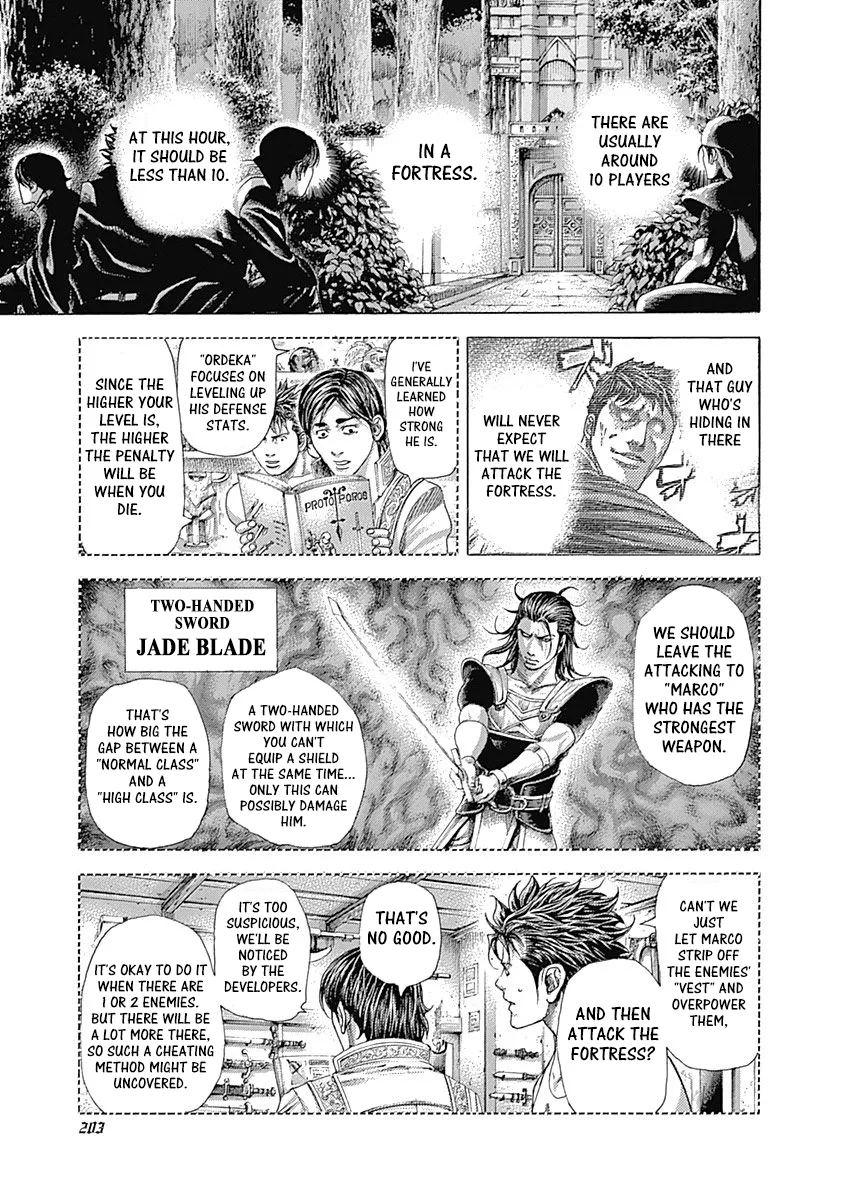 THERE ARE
USUALLY
AROUND
10 PLAYERS
IN A
FORTRESS.
AT THIS HOUR,
IT SHOULD BE
LESS THAN 10.
AND
THAT GUY
WHO'S
HIDING IN
THERE
WILL NEVER
EXPECT
THAT WE WILL
ATTACK THE
FORTRESS.
I'VE
GENERALLY
LEARNED
HOW
STRONG
HE IS.
"ORDEKA"
FOCUSES ON
LEVELING UP
HIS DEFENSE
STATS.
PROTO POROS
SINCE THE
HIGHER YOUR
LEVEL IS,
THE HIGHER
THE PENALTY
WILL BE
WHEN YOU
DIE.
WE SHOULD
LEAVE THE
ATTACKING TO
"MARCO"
WHO HAS THE
STRONGEST
WEAPON.
TWO-HANDED
SWORD
JADE BLADE
A TWO-HANDED
SWORD WITH WHICH
YOU CAN'T
EQUIP A SHIELD
AT THE SAME TIME...
ONLY THIS CAN
POSSIBLY DAMAGE
HIM.
THAT'S
HOW BIG THE
GAP BETWEEN A
"NORMAL CLASS"
AND A
"HIGH CLASS" IS.
CAN'T WE
JUST
LET MARCO
STRIP OFF
THE ENEMIES'
"VEST" AND
OVERPOWER
THEM,
AND THEN
ATTACK THE
FORTRESS?
THAT'S
NO GOOD.
IT'S TOO
SUSPICIOUS,
WE'LL BE
NOTICED
BY THE
DEVELOPERS.
IT'S OKAY TO DO IT
WHEN THERE ARE
1 OR 2 ENEMIES.
BUT THERE WILL BE
A LOT MORE THERE,
SO SUCH A CHEATING
METHOD MIGHT BE
UNCOVERED.
203